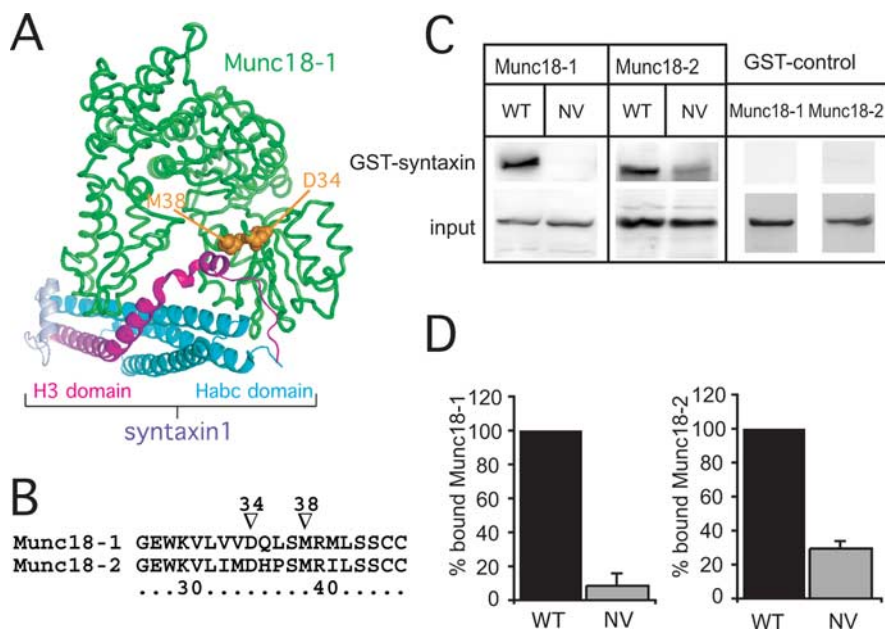 A
Munc18-1
M38
D34
H3 domain
Habc domain
syntaxin1
B
34 38
Munc18-1 GEWKVLVVDQLSMRMLSSCC
Munc18-2 GEWKVLIMDHPSMRILSSCC
...30........40.....
C
Munc18-1 Munc18-2 GST-control
WT NV WT NV Munc18-1 Munc18-2
GST-syntaxin
input
D
% bound Munc18-1
120
100
80
60
40
20
0
WT NV
% bound Munc18-2
120
100
80
60
40
20
0
WT NV